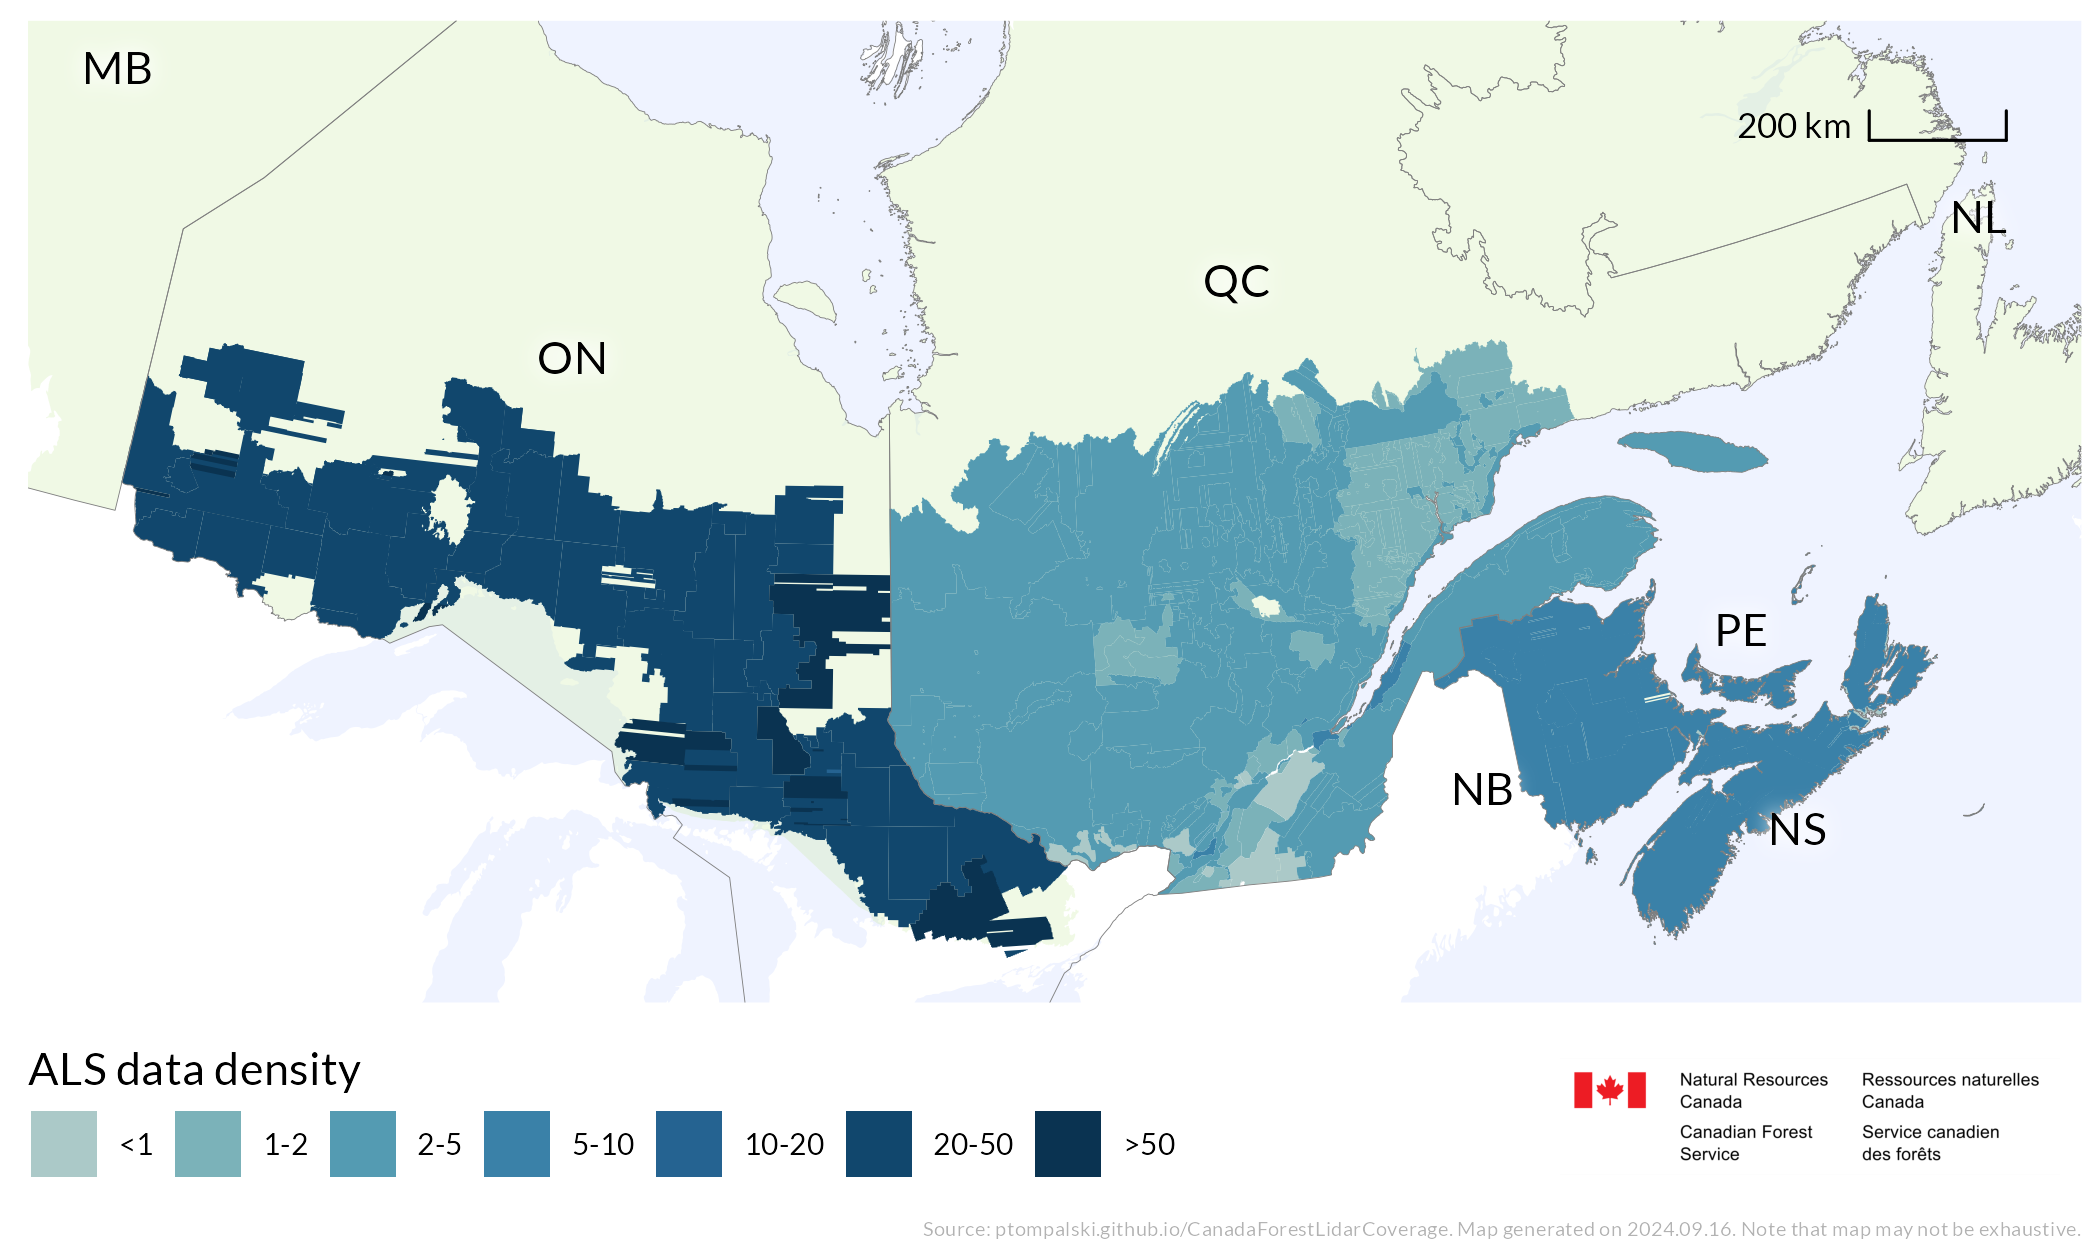 MB
200 km
NL
QC
ON
PE
NB
NS
ALS data density
<1 1-2 2-5 5-10 10-20 20-50 >50
Natural Resources
Canada
Canadian Forest
Service
Ressources naturelles
Canada
Service canadien
des forêts
Source: ptompalski.github.io/CanadaForestLidarCoverage. Map generated on 2024.09.16. Note that map may not be exhaustive.